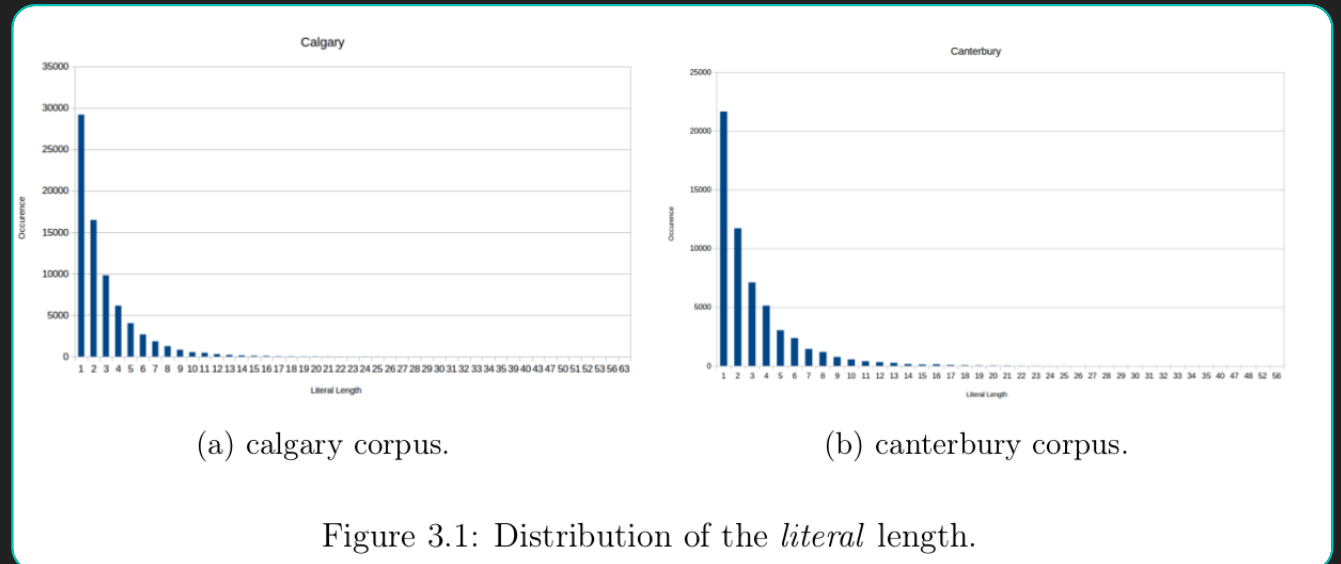 Calgary
35000
30000
25000
20000
15000
10000
5000
0
Occurence
1 2 3 4 5 6 7 8 9 10 11 12 13 14 15 16 17 18 19 20 21 22 23 24 25 26 27 28 29 30 31 32 33 34 35 39 40 43 47 50 51 52 53 56 63
Literal Length
(a) calgary corpus.
Canterbury
25000
20000
15000
10000
5000
0
Occurence
1 2 3 4 5 6 7 8 9 10 11 12 13 14 15 16 17 18 19 20 21 22 23 24 25 26 27 28 29 30 31 32 33 34 35 40 47 48 52 56
Literal Length
(b) canterbury corpus.
Figure 3.1: Distribution of the literal length.